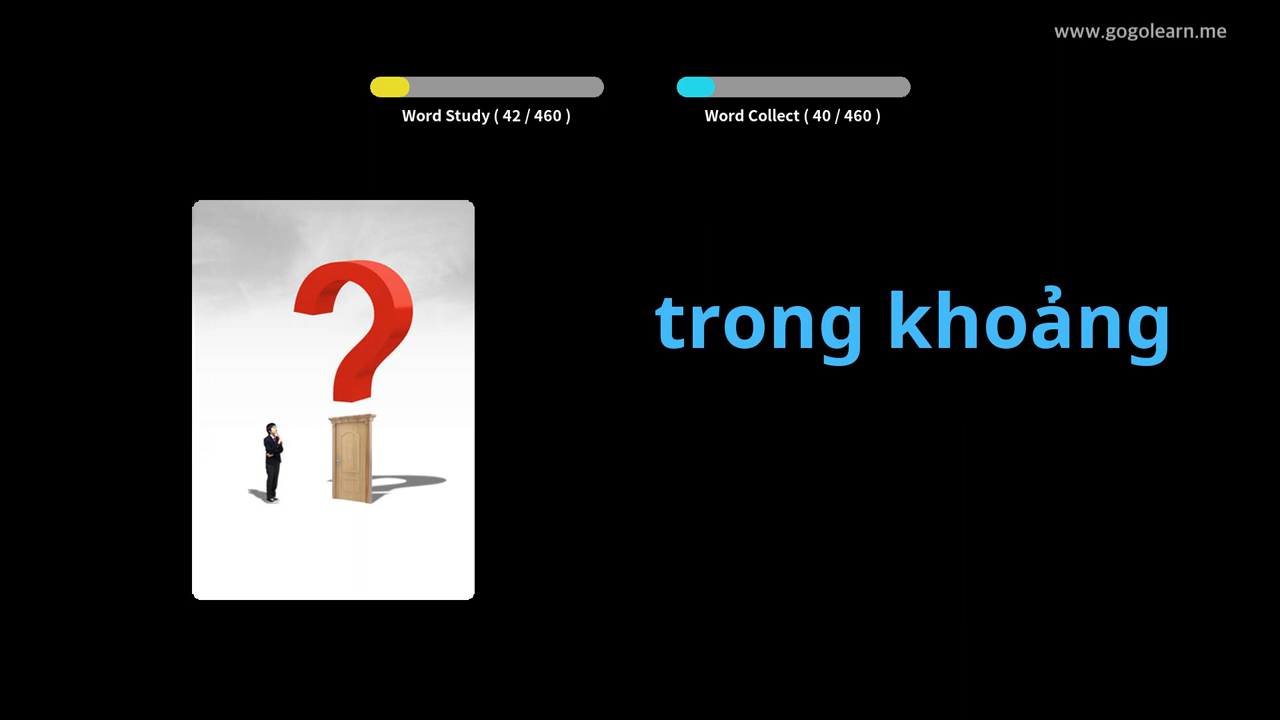 www.gogolearn.me
Word Study ( 42 / 460 )
Word Collect ( 40 / 460 )
?
trong khoảng